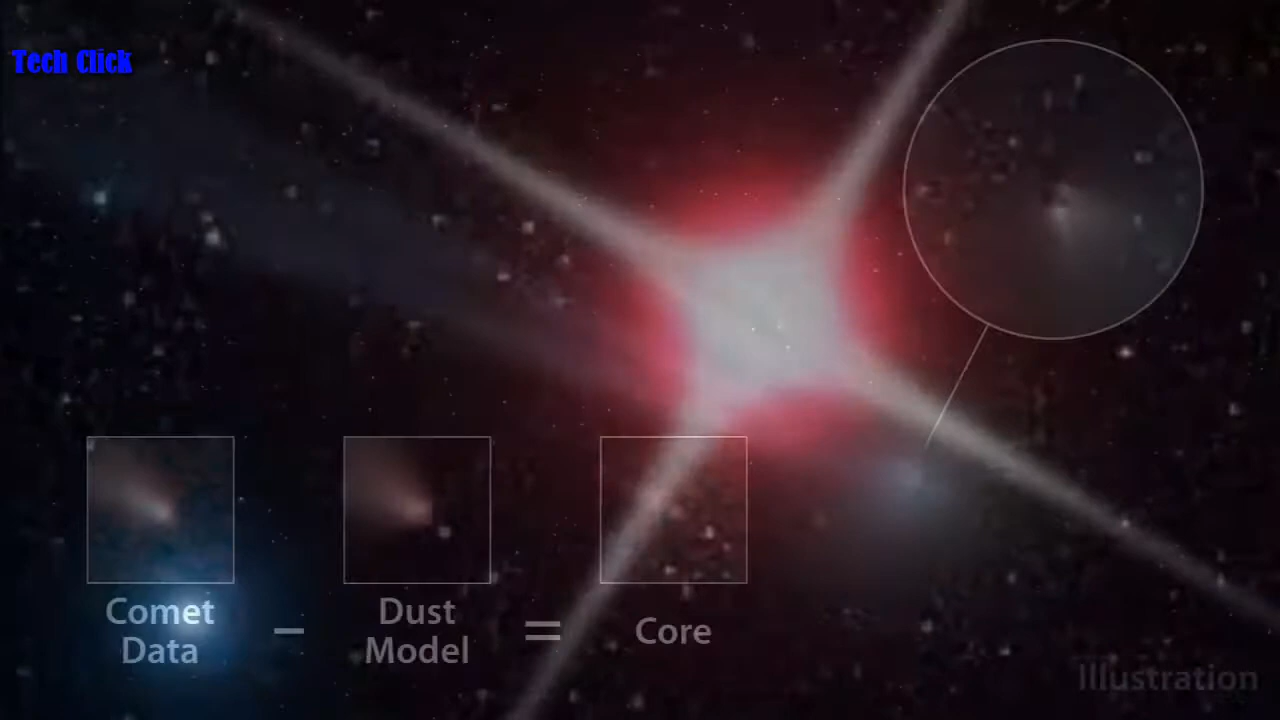 Tech Click
Comet
Data
–
Dust
Model
=
Core
Illustration